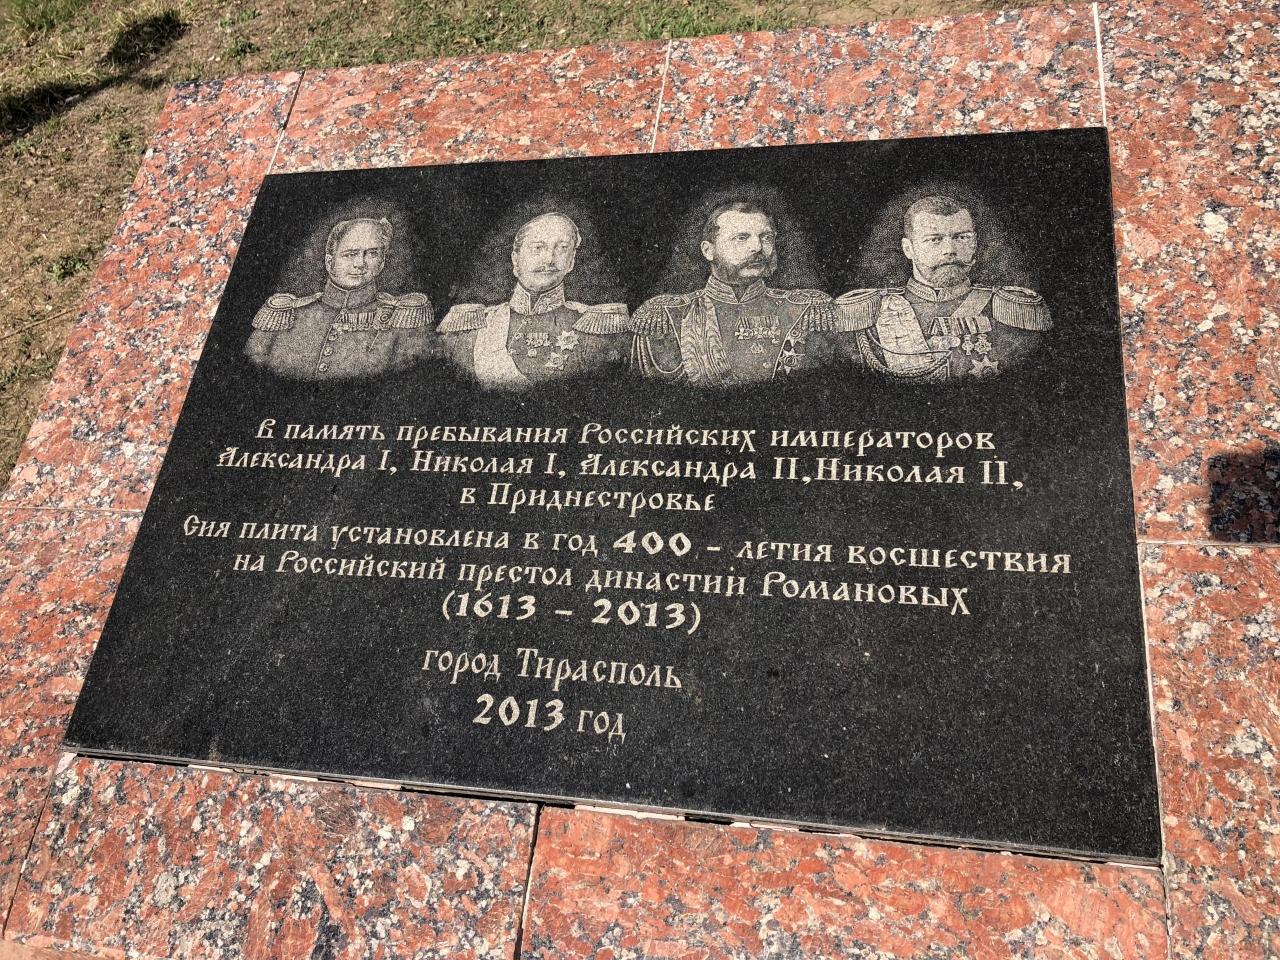 В память пребывания Российских императоров
Александра I, Николая I, Александра II, Николая II,
в Приднестровье
Сия плита установлена в год 400 - летия восшествия
на Российский престол династий Романовых
(1613 - 2013)
город Тирасполь
2013 год